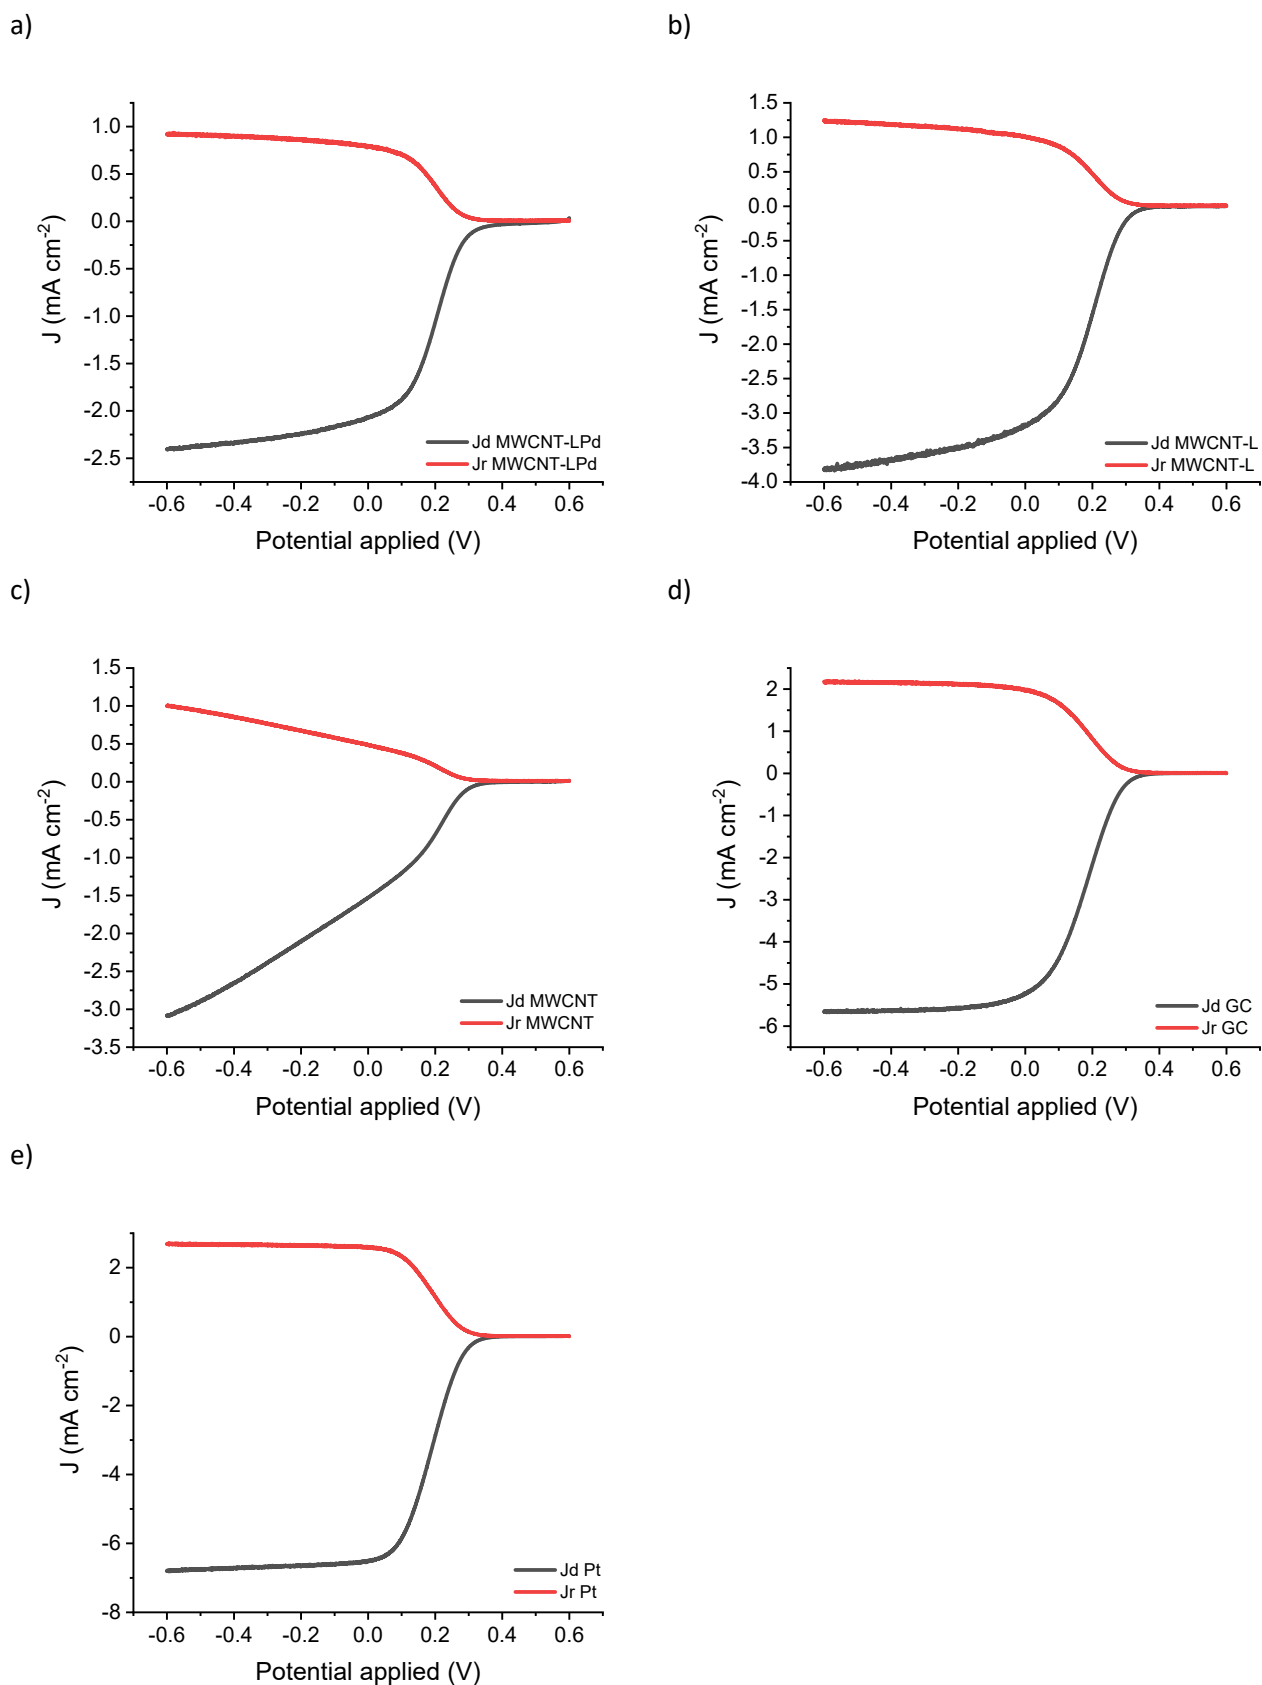 a)
1.0
0.5
0.0
-0.5
-1.0
-1.5
-2.0
-2.5
J (mA cm-2)
Jd MWCNT-LPd
Jr MWCNT-LPd
-0.6 -0.4 -0.2 0.0 0.2 0.4 0.6
Potential applied (V)
b)
1.5
1.0
0.5
0.0
-0.5
-1.0
-1.5
-2.0
-2.5
-3.0
-3.5
-4.0
J (mA cm-2)
Jd MWCNT-L
Jr MWCNT-L
-0.6 -0.4 -0.2 0.0 0.2 0.4 0.6
Potential applied (V)
c)
1.5
1.0
0.5
0.0
-0.5
-1.0
-1.5
-2.0
-2.5
-3.0
-3.5
J (mA cm-2)
Jd MWCNT
Jr MWCNT
-0.6 -0.4 -0.2 0.0 0.2 0.4 0.6
Potential applied (V)
d)
2
1
0
-1
-2
-3
-4
-5
-6
J (mA cm-2)
Jd GC
Jr GC
-0.6 -0.4 -0.2 0.0 0.2 0.4 0.6
Potential applied (V)
e)
2
0
-2
-4
-6
-8
J (mA cm-2)
Jd Pt
Jr Pt
-0.6 -0.4 -0.2 0.0 0.2 0.4 0.6
Potential applied (V)